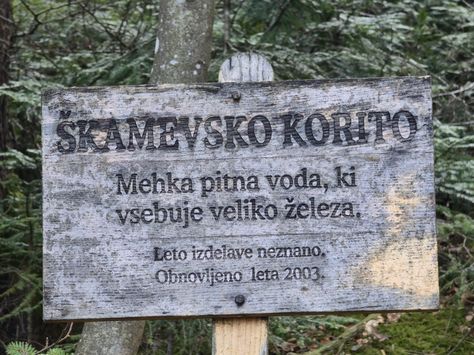 ŠKAMEVSKO KORITO
Mehka pitna voda, ki
vsebuje veliko železa.
Leto izdelave neznano.
Obnovljeno leta 2003.